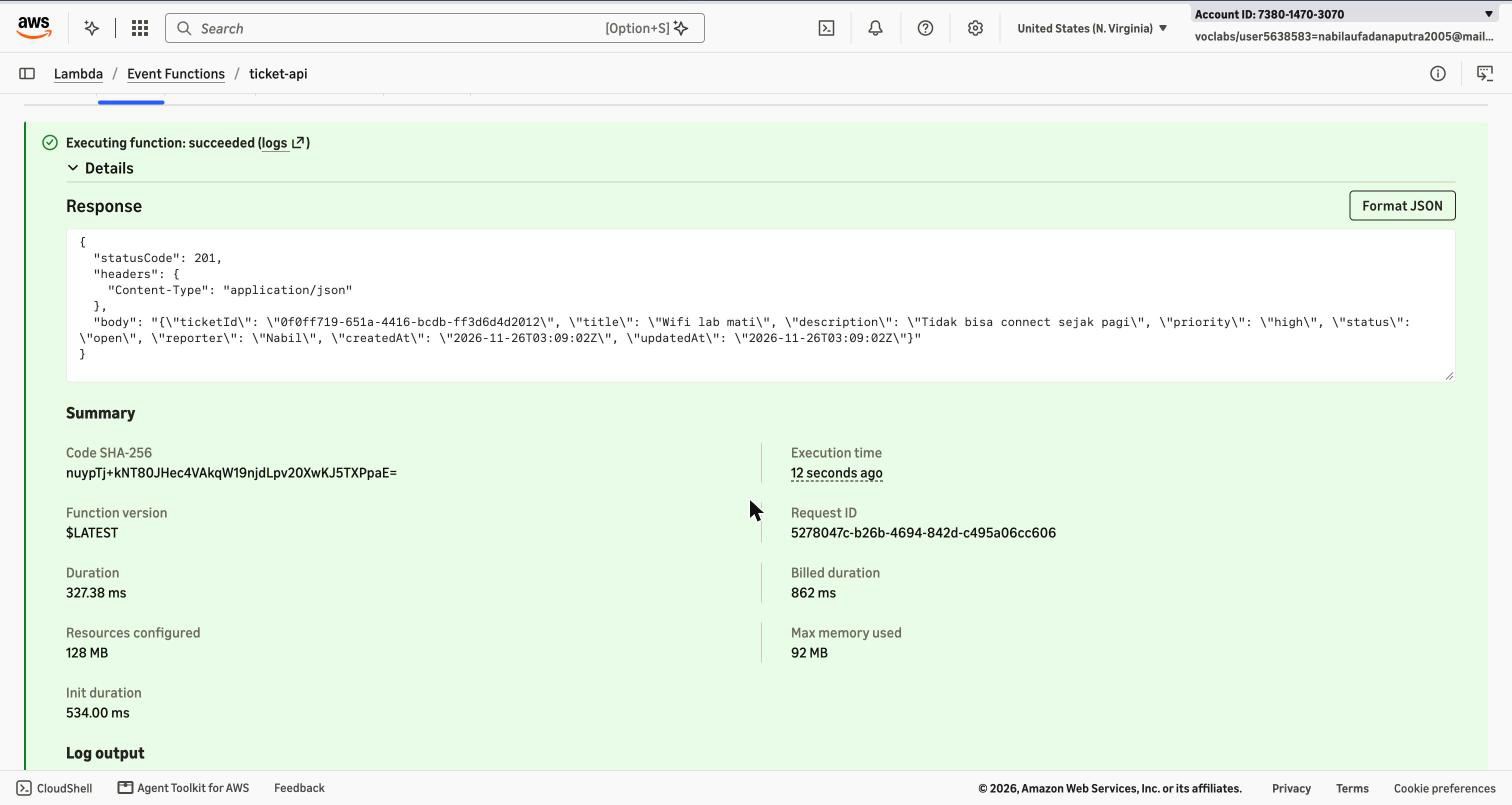 aws
Search
[Option+S]
United States (N. Virginia)
Account ID: 7380-1470-3070
voclabs/user5638583=nabilaufadanaputra2005@mail...
Lambda / Event Functions / ticket-api
Executing function: succeeded (logs)
Details
Response
Format JSON
{
"statusCode": 201,
"headers": {
"Content-Type": "application/json"
},
"body": "{\"ticketId\": \"0f0ff719-651a-4416-bcdb-ff3d6d4d2012\", \"title\": \"Wifi lab mati\", \"description\": \"Tidak bisa connect sejak pagi\", \"priority\": \"high\", \"status\":
\"open\", \"reporter\": \"Nabil\", \"createdAt\": \"2026-11-26T03:09:02Z\", \"updatedAt\": \"2026-11-26T03:09:02Z\"}"
}
Summary
Code SHA-256
nuypTj+kNT80JHec4VAkqW19njdLpv20XwKJ5TXPpaE=
Execution time
12 seconds ago
Function version
$LATEST
Request ID
5278047c-b26b-4694-842d-c495a06cc606
Duration
327.38 ms
Billed duration
862 ms
Resources configured
128 MB
Max memory used
92 MB
Init duration
534.00 ms
Log output
CloudShell
Agent Toolkit for AWS
Feedback
© 2026, Amazon Web Services, Inc. or its affiliates.
Privacy
Terms
Cookie preferences